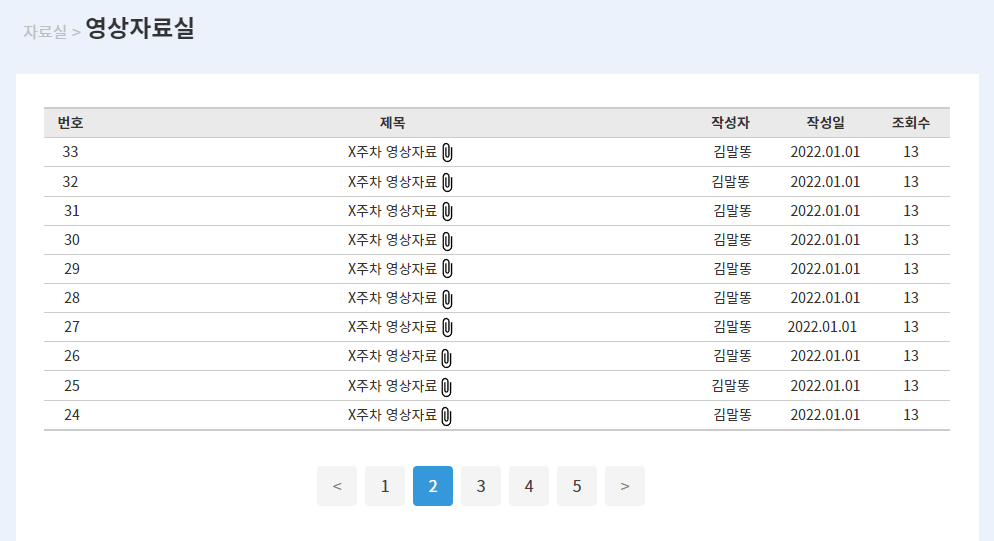 자료실 > 영상자료실
번호 제목 작성자 작성일 조회수
33 X주차 영상자료 김말똥 2022.01.01 13
32 X주차 영상자료 김말똥 2022.01.01 13
31 X주차 영상자료 김말똥 2022.01.01 13
30 X주차 영상자료 김말똥 2022.01.01 13
29 X주차 영상자료 김말똥 2022.01.01 13
28 X주차 영상자료 김말똥 2022.01.01 13
27 X주차 영상자료 김말똥 2022.01.01 13
26 X주차 영상자료 김말똥 2022.01.01 13
25 X주차 영상자료 김말똥 2022.01.01 13
24 X주차 영상자료 김말똥 2022.01.01 13
< 1 2 3 4 5 >